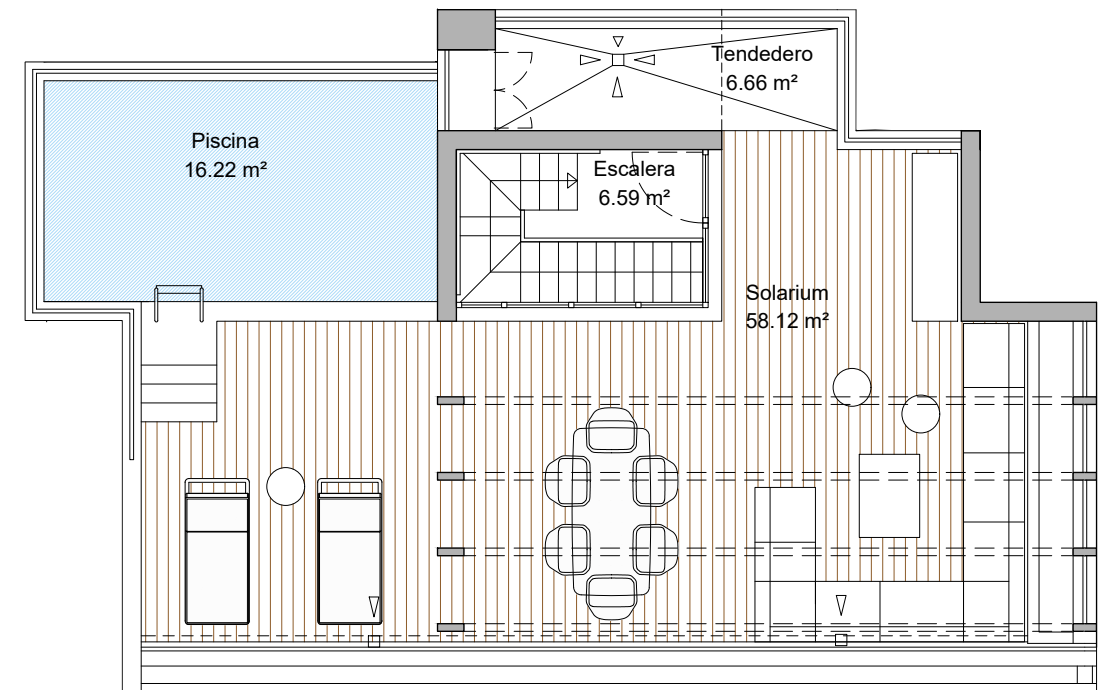 Tendedero
6.66 m²
Piscina
16.22 m²
Escalera
6.59 m²
Solarium
58.12 m²